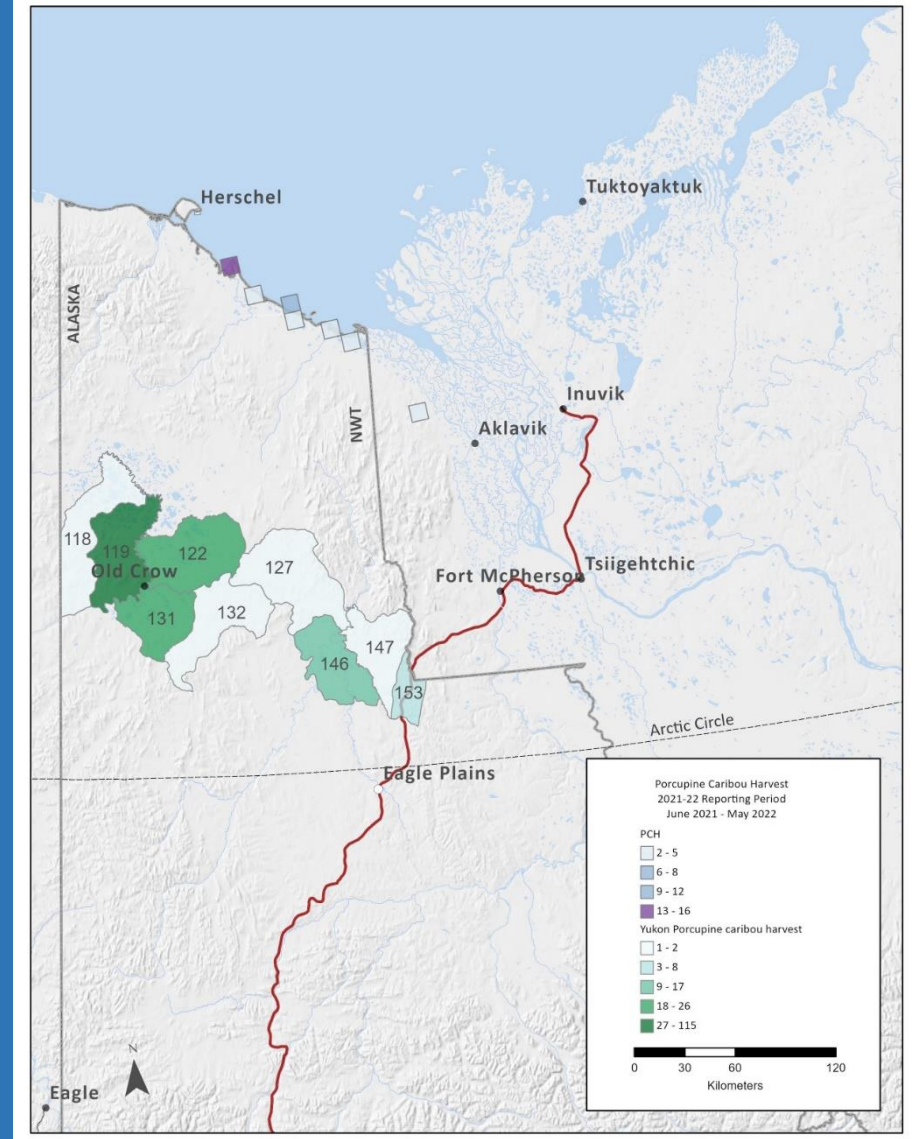 Tuktoyaktuk
Herschel
ALASKA
NWT
Inuvik
Aklavik
118
119
122
127
Old Crow
Fort McPherson
Tsiigehtchic
131
132
146
147
153
Arctic Circle
Eagle Plains
Porcupine Caribou Harvest
2021-22 Reporting Period
June 2021 - May 2022
PCH
2 - 5
6 - 8
9 - 12
13 - 16
Yukon Porcupine caribou harvest
1 - 2
3 - 8
9 - 17
18 - 26
27 - 115
0 30 60 120
Kilometers
N
Eagle